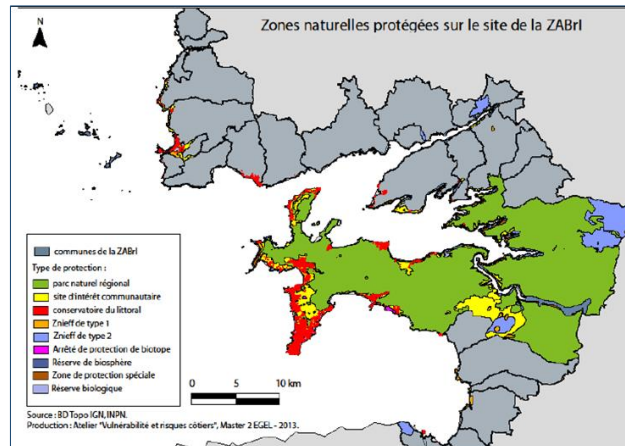 Zones naturelles protégées sur le site de la ZABrI
N
communes de la ZABrI
Type de protection :
parc naturel régional
site d'intérêt communautaire
conservatoire du littoral
Znieff de type 1
Znieff de type 2
Arrêté de protection de biotope
Réserve de biosphère
Zone de protection spéciale
Réserve biologique
0 5 10 km
Source : BD Topo IGN, INPN.
Production : Atelier "Vulnérabilité et risques côtiers", Master 2 EGEL - 2013.